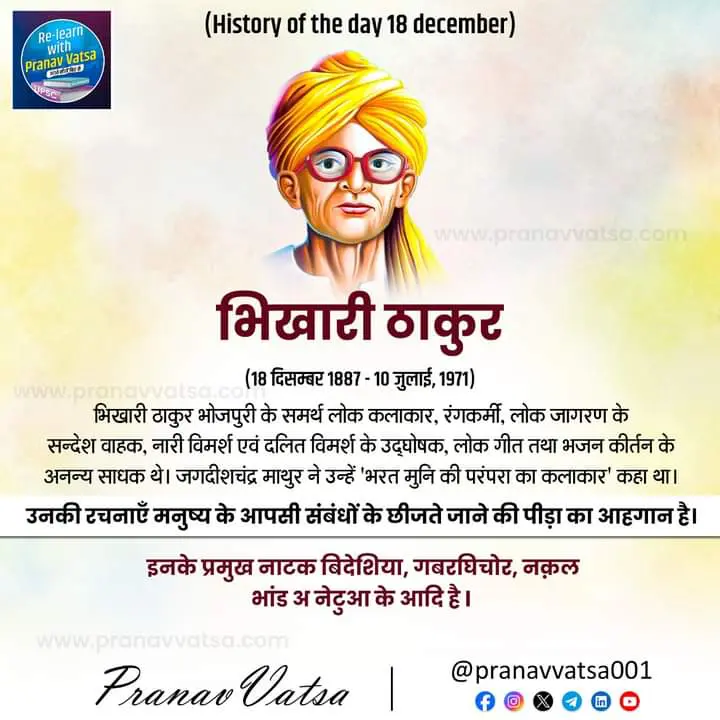 (History of the day 18 december)
Re-learn
with
Pranav Vatsa
UPSC
www.pranavvatsa.com
भिखारी ठाकुर
(18 दिसम्बर 1887 - 10 जुलाई, 1971)
www.pranavvatsa.com
भिखारी ठाकुर भोजपुरी के समर्थ लोक कलाकार, रंगकर्मी, लोक जागरण के
सन्देश वाहक, नारी विमर्श एवं दलित विमर्श के उद्घोषक, लोक गीत तथा भजन कीर्तन के
अनन्य साधक थे। जगदीशचंद्र माथुर ने उन्हें 'भरत मुनि की परंपरा का कलाकार' कहा था।
उनकी रचनाएँ मनुष्य के आपसी संबंधों के छीजते जाने की पीड़ा का आहगान है।
इनके प्रमुख नाटक बिदेशिया, गबरघिचोर, नक़ल
भांड अ नेटुआ के आदि है।
www.pranavvatsa.com
Pranav Vatsa
@pranavvatsa001